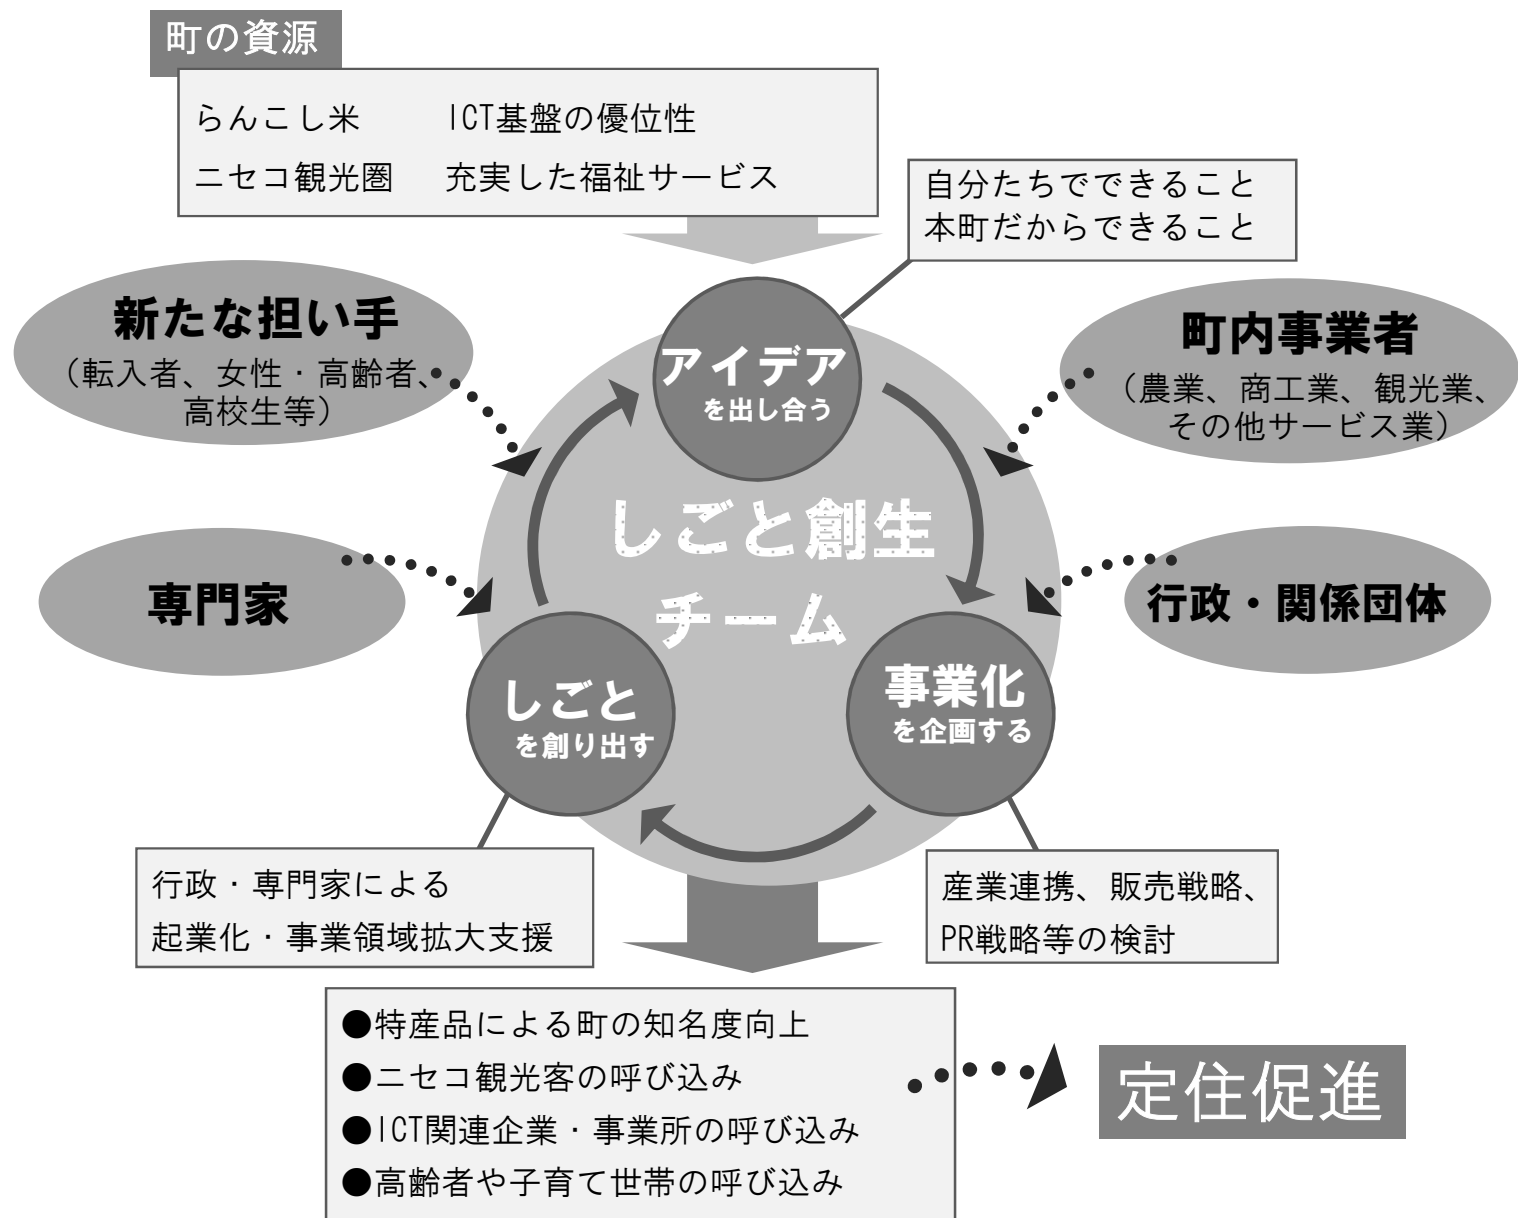 町の資源
らんこし米　　ICT基盤の優位性
ニセコ観光圏　充実した福祉サービス
自分たちでできること
本町だからできること
新たな担い手
（転入者、女性・高齢者、
高校生等）
町内事業者
（農業、商工業、観光業、
その他サービス業）
アイデア
を出し合う
しごと創生
チーム
専門家
行政・関係団体
しごと
を創り出す
事業化
を企画する
行政・専門家による
起業化・事業領域拡大支援
産業連携、販売戦略、
PR戦略等の検討
●特産品による町の知名度向上
●ニセコ観光客の呼び込み
●ICT関連企業・事業所の呼び込み
●高齢者や子育て世帯の呼び込み
定住促進